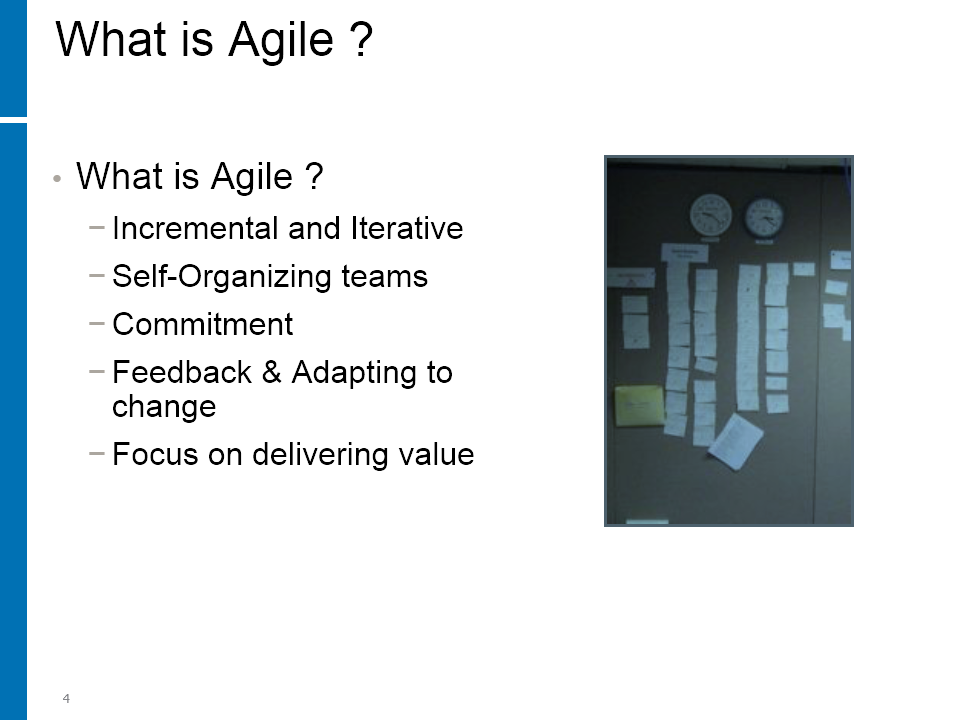 What is Agile ?
• What is Agile ?
− Incremental and Iterative
− Self-Organizing teams
− Commitment
− Feedback & Adapting to
change
− Focus on delivering value
4